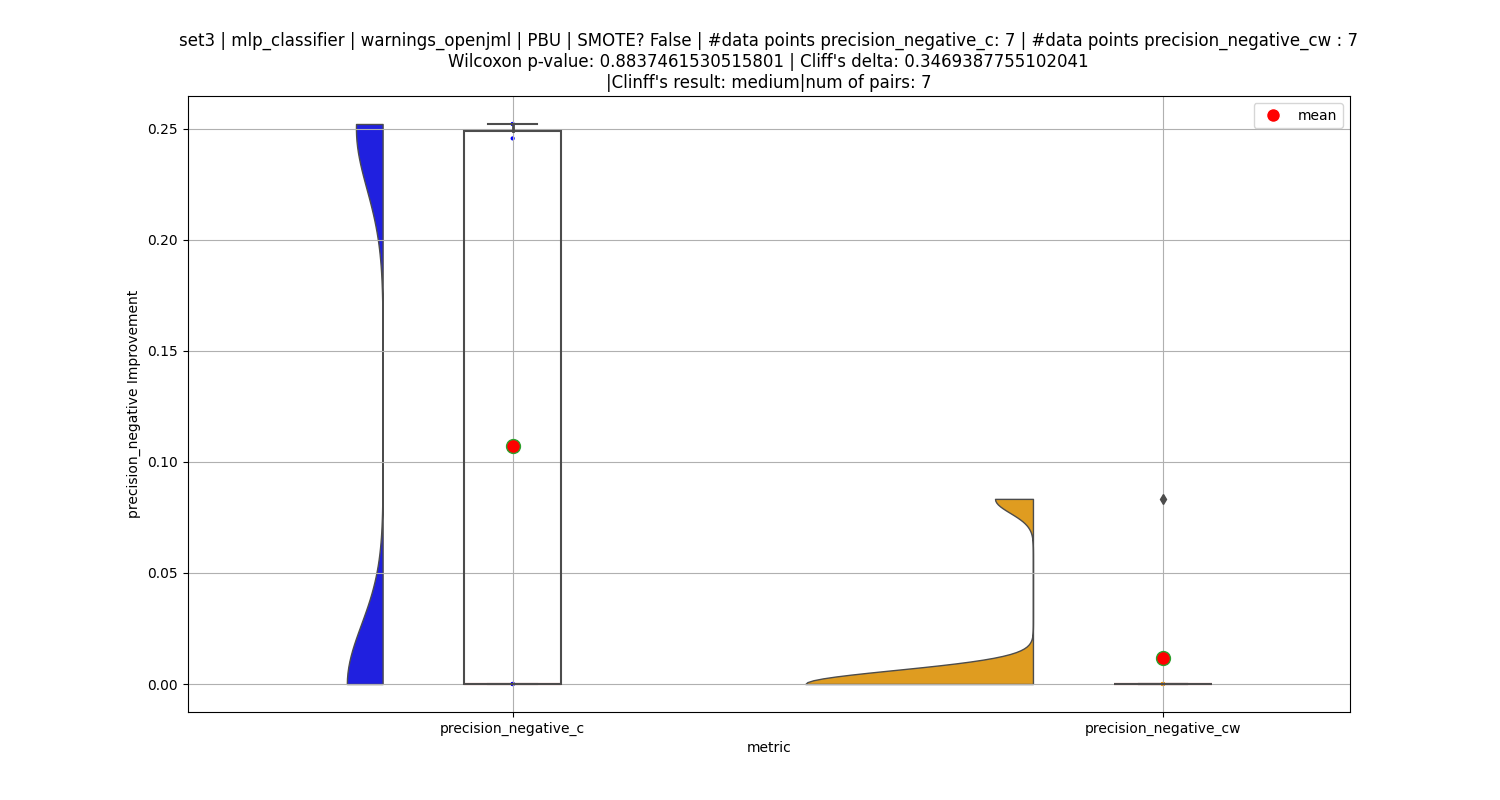 set3 | mlp_classifier | warnings_openjml | PBU | SMOTE? False | #data points precision_negative_c: 7 | #data points precision_negative_cw : 7
Wilcoxon p-value: 0.8837461530515801 | Cliff's delta: 0.3469387755102041
|Clinff's result: medium|num of pairs: 7
mean
precision_negative Improvement
0.25
0.20
0.15
0.10
0.05
0.00
precision_negative_c
precision_negative_cw
metric